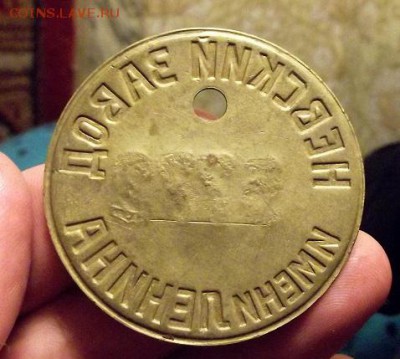 COINS.LAVE.RU
НЕВСКИЙ ЗАВОД
ИМЕНИ ЛЕНИНА